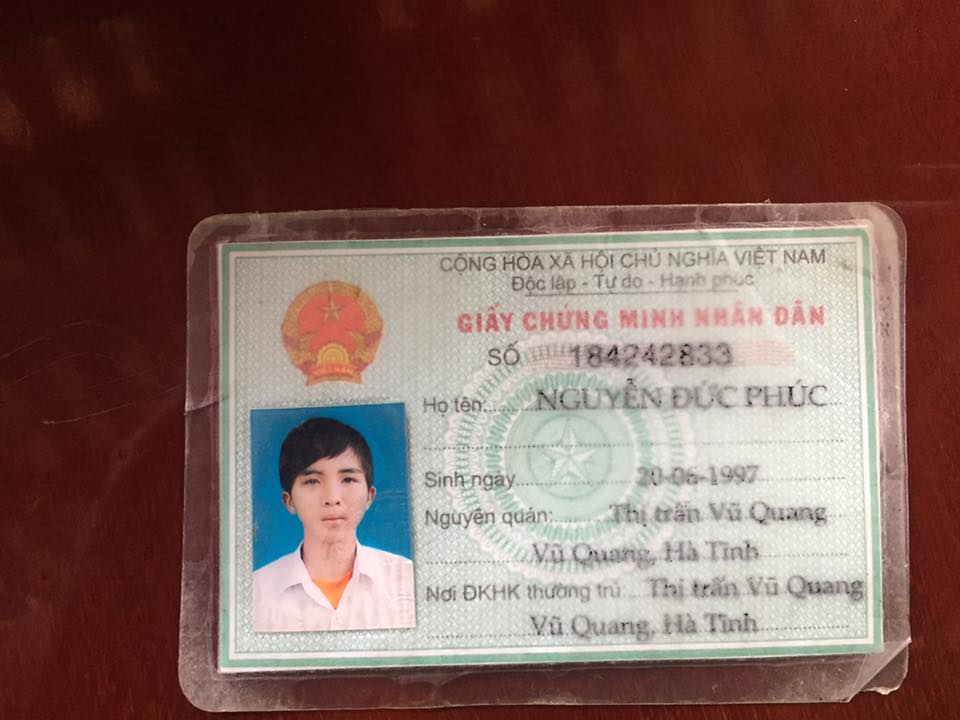 CỘNG HÒA XÃ HỘI CHỦ NGHĨA VIỆT NAM
Độc lập - Tự do - Hạnh phúc
GIẤY CHỨNG MINH NHÂN DÂN
SỐ 184242833
Họ tên: NGUYỄN ĐỨC PHÚC
Sinh ngày 20-06-1997
Nguyên quán: Thị trấn Vũ Quang
Vũ Quang, Hà Tĩnh
Nơi ĐKHK thường trú Thị trấn Vũ Quang
Vũ Quang, Hà Tĩnh